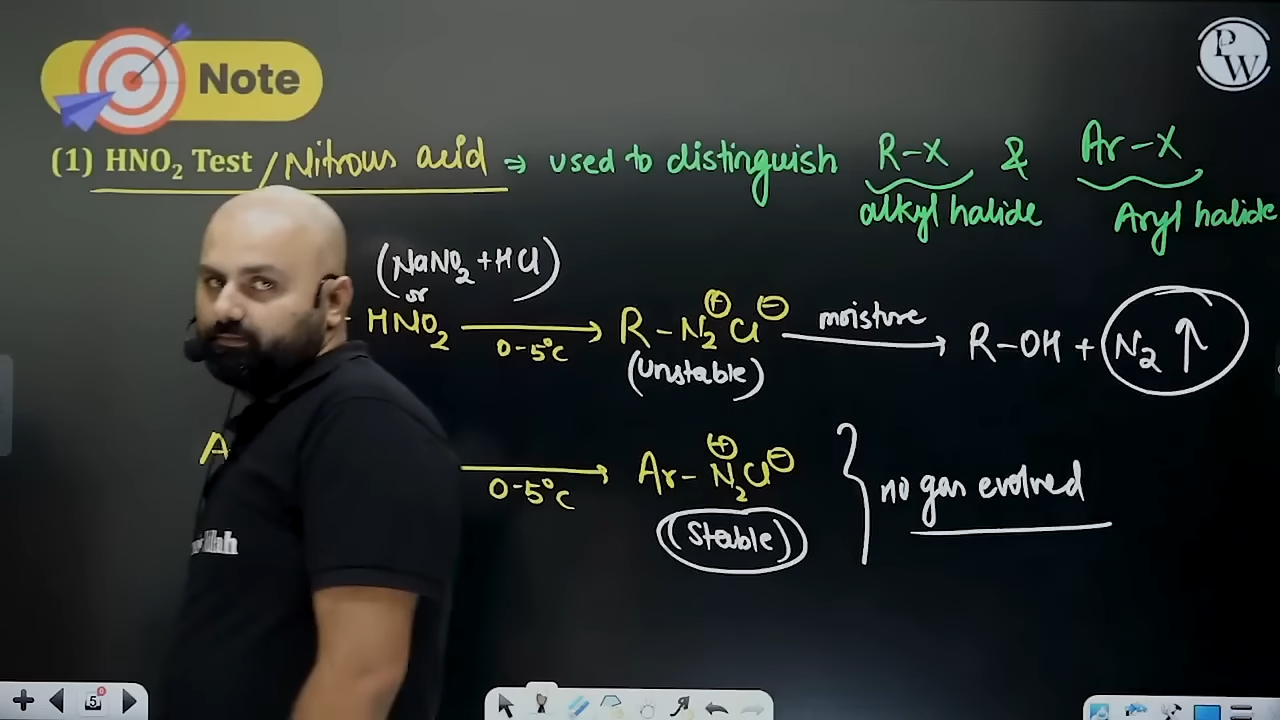 Note
PW
(1) HNO₂ Test / Nitrous acid ⇒ used to distinguish R-X & Ar-X
alkyl halide Aryl halide
(NaNO₂ + HCl)
or
HNO₂ → 0-5°C R-N₂⊕Cl⊖ moisture → R-OH + N₂ ↑
(Unstable)
A → 0-5°C Ar-N₂⊕Cl⊖ } no gas evolved
(Stable)
5